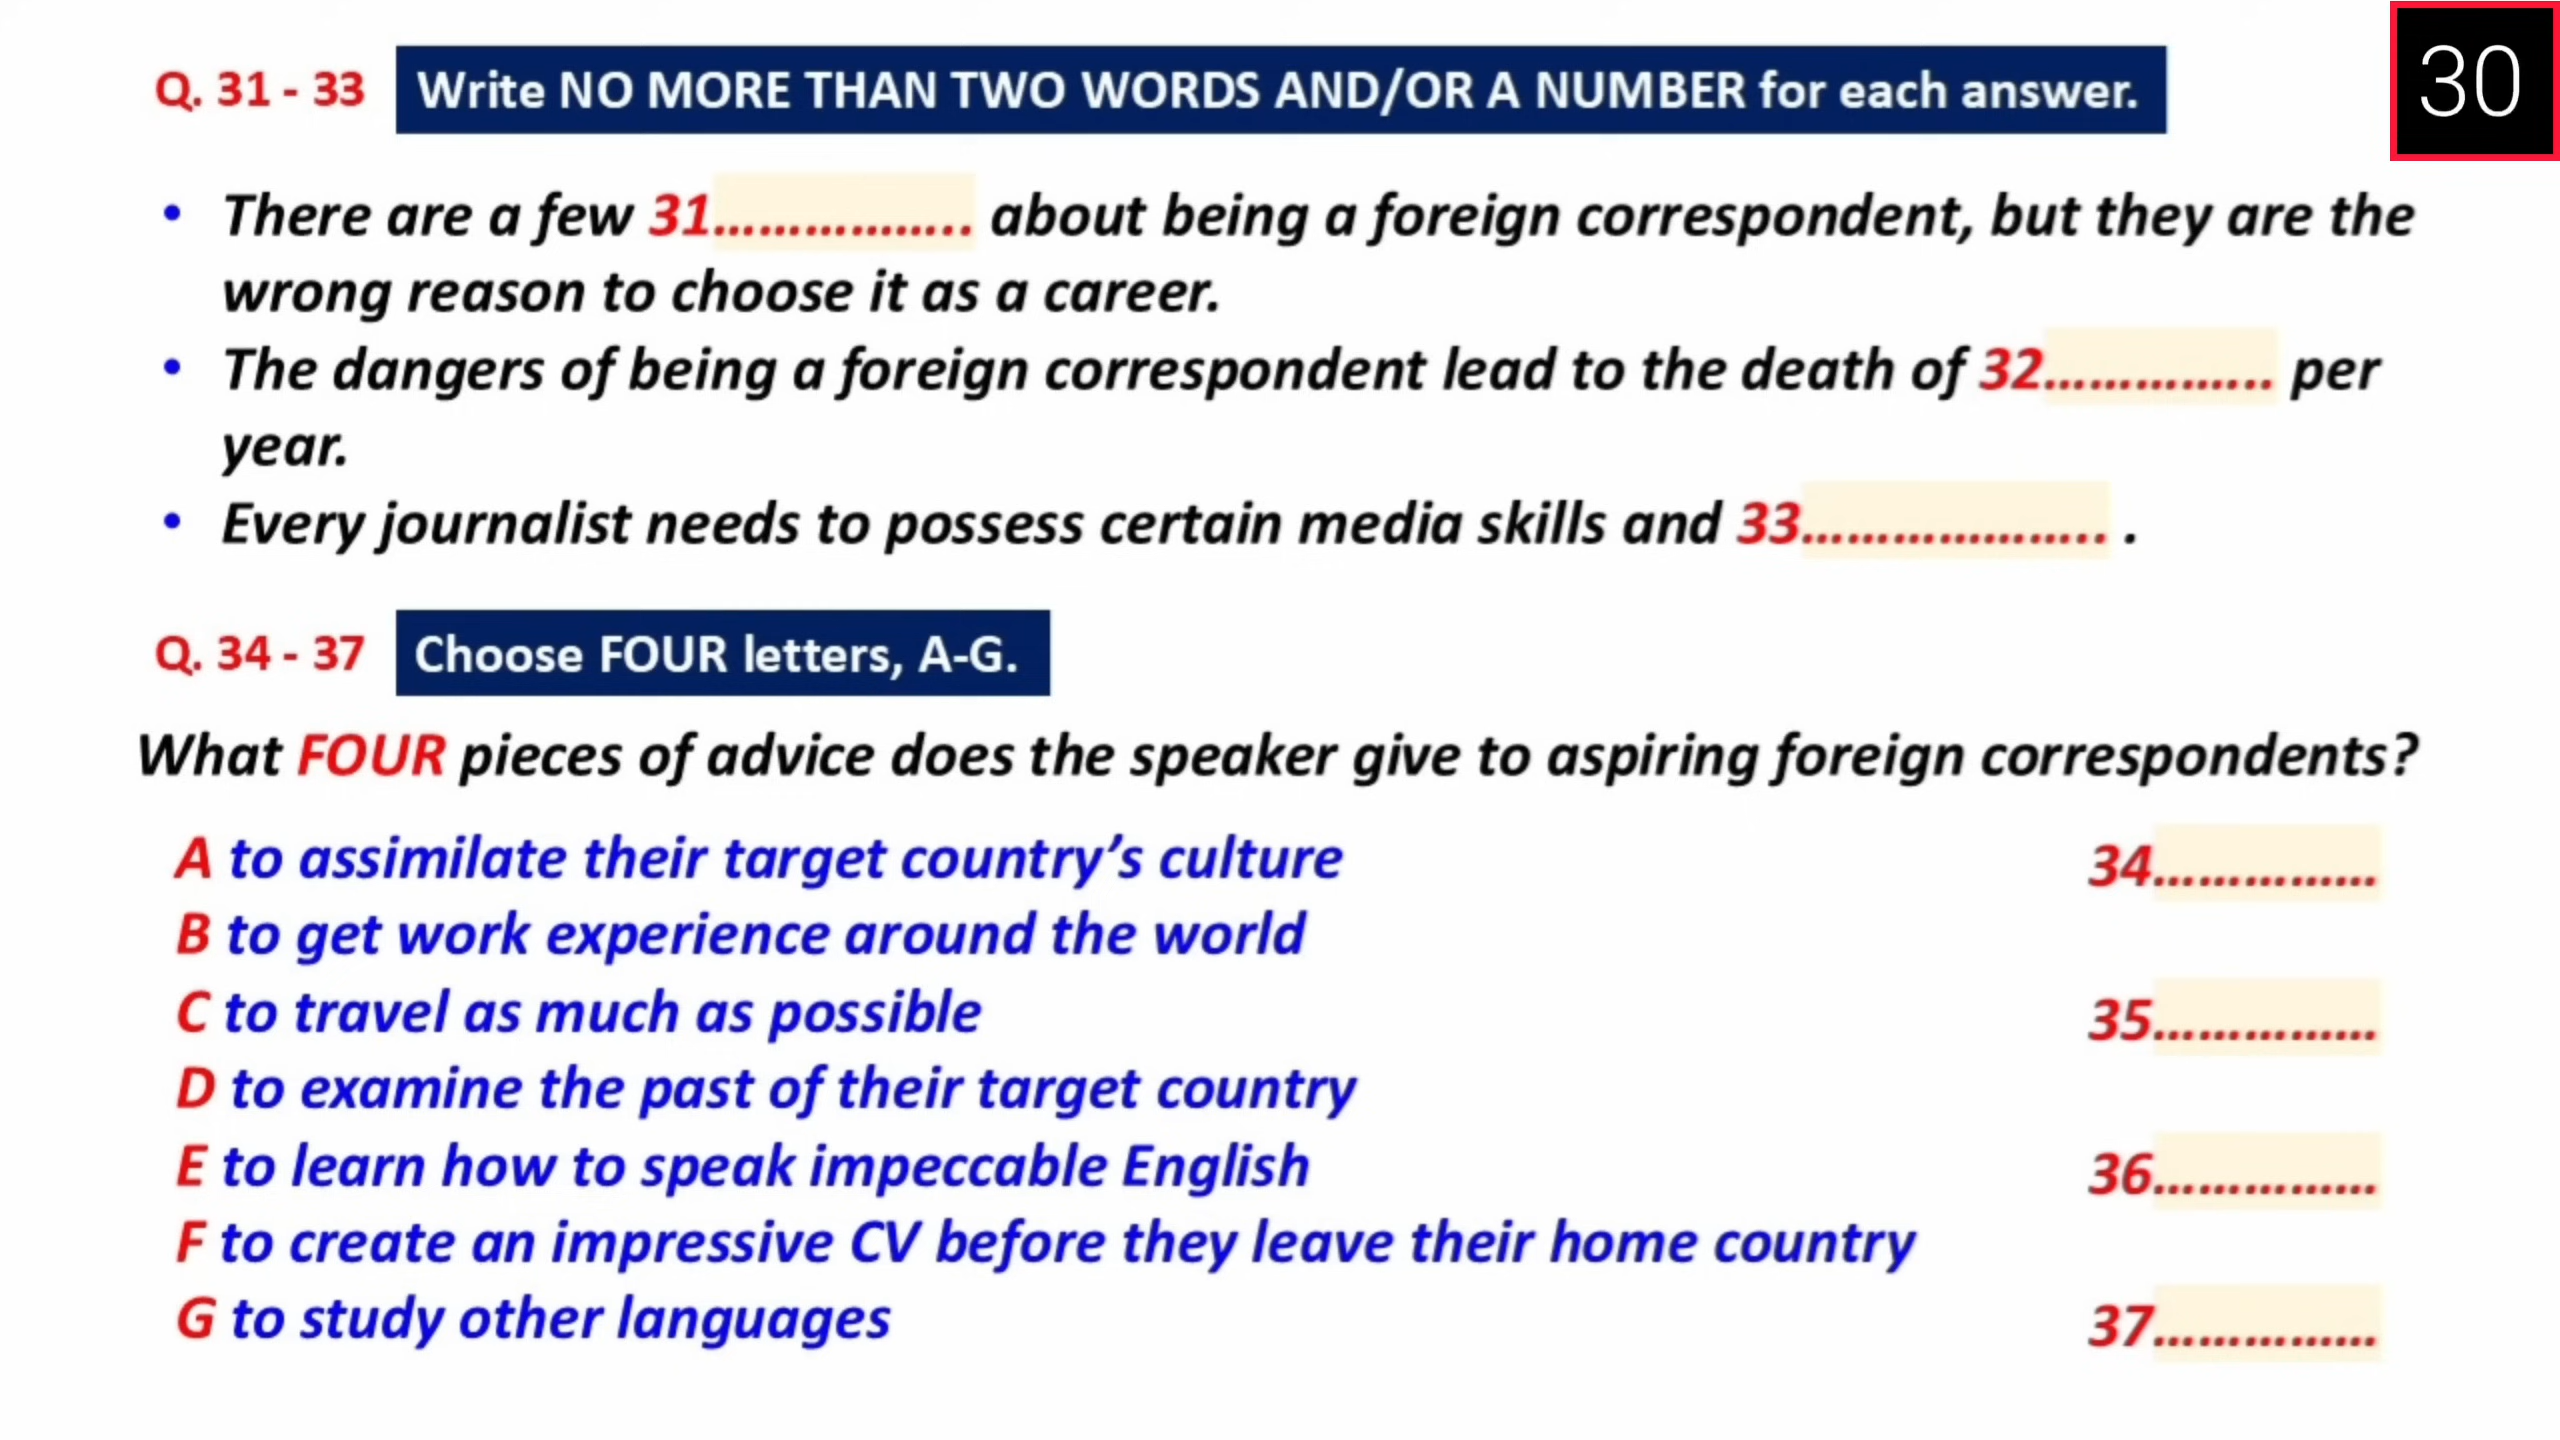 30
Q. 31 - 33 Write NO MORE THAN TWO WORDS AND/OR A NUMBER for each answer.
• There are a few 31.................. about being a foreign correspondent, but they are the
wrong reason to choose it as a career.
• The dangers of being a foreign correspondent lead to the death of 32................ per
year.
• Every journalist needs to possess certain media skills and 33..................... .
Q. 34 - 37 Choose FOUR letters, A-G.
What FOUR pieces of advice does the speaker give to aspiring foreign correspondents?
A to assimilate their target country’s culture 34...............
B to get work experience around the world
C to travel as much as possible 35...............
D to examine the past of their target country
E to learn how to speak impeccable English 36...............
F to create an impressive CV before they leave their home country
G to study other languages 37...............